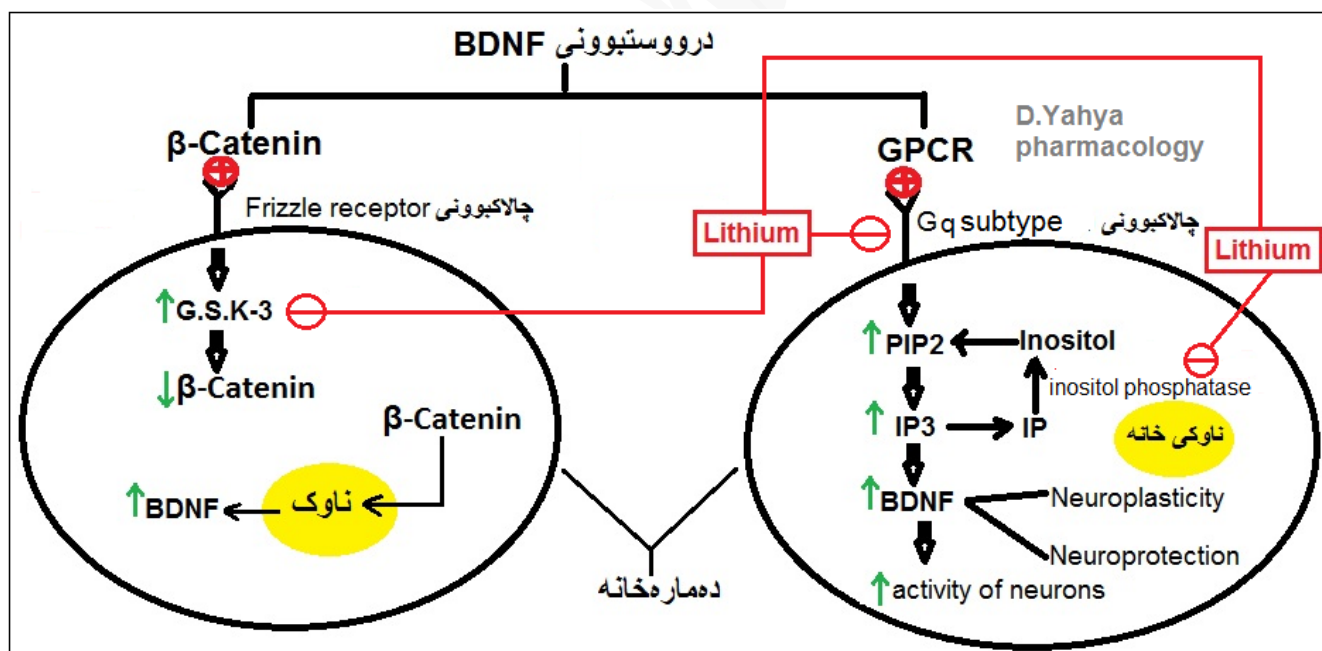 درووستبوونی BDNF
β-Catenin
GPCR
D.Yahya
pharmacology
Frizzle receptor چالاکبوونی
Lithium
Gq subtype چالاکبوونی .
Lithium
G.S.K-3
β-Catenin
β-Catenin
ناوک
BDNF
PIP2
Inositol
inositol phosphatase
IP3
IP
ناوکی خانە
BDNF
Neuroplasticity
Neuroprotection
activity of neurons
دەمارەخانە